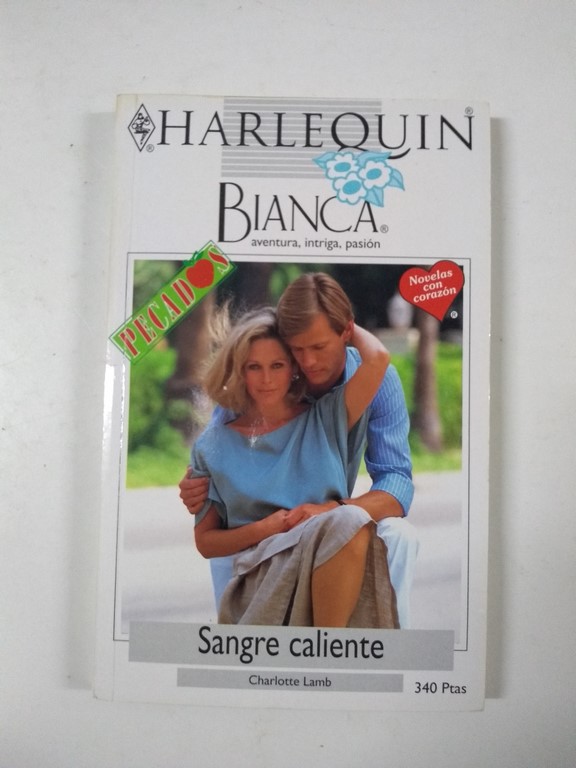 HARLEQUIN®
BIANCA®
aventura, intriga, pasión
PECADOS
Novelas
con
corazón
®
Sangre caliente
Charlotte Lamb
340 Ptas